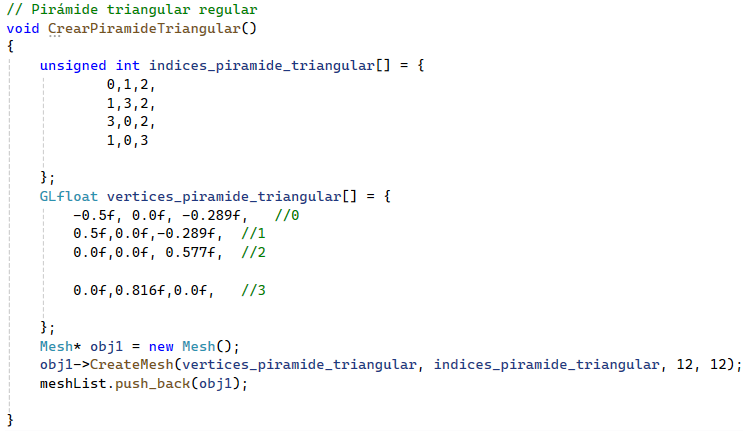 // Pirámide triangular regular
void CrearPiramideTriangular()
{
unsigned int indices_piramide_triangular[] = {
0,1,2,
1,3,2,
3,0,2,
1,0,3
};
GLfloat vertices_piramide_triangular[] = {
-0.5f, 0.0f, -0.289f, //0
0.5f,0.0f,-0.289f, //1
0.0f,0.0f, 0.577f, //2
0.0f,0.816f,0.0f, //3
};
Mesh* obj1 = new Mesh();
obj1->CreateMesh(vertices_piramide_triangular, indices_piramide_triangular, 12, 12);
meshList.push_back(obj1);
}